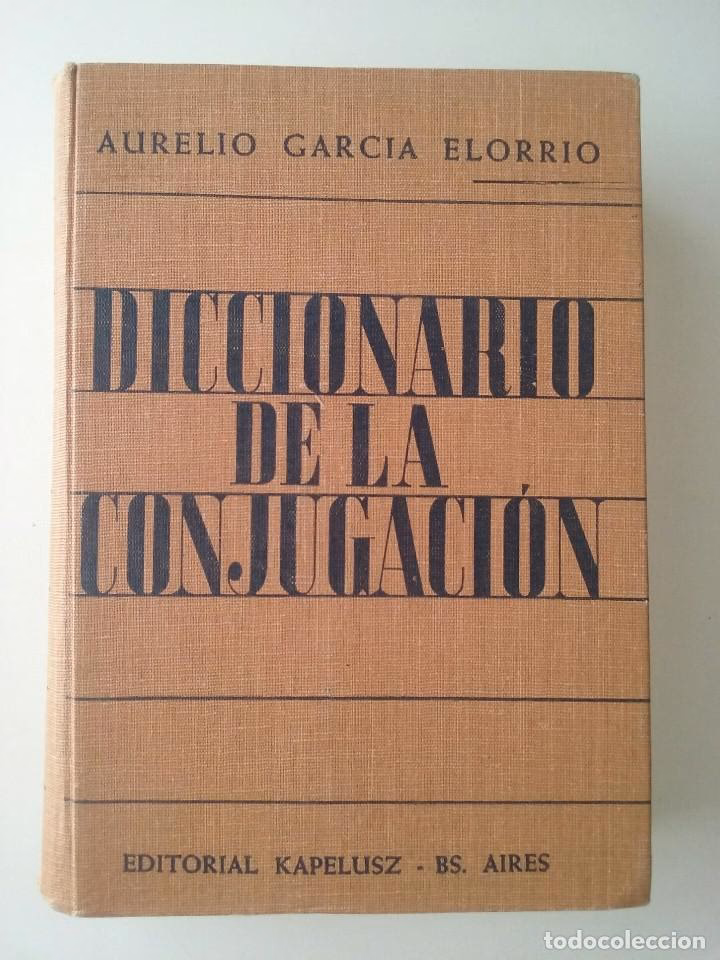 AURELIO GARCIA ELORRIO
DICCIONARIO
DE LA
CONJUGACIÓN
EDITORIAL KAPELUSZ - BS. AIRES
todocoleccion